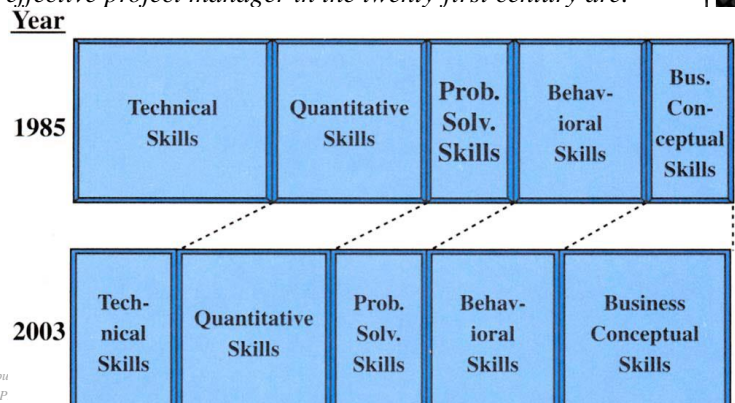 effective project manager in the twenty first century are:
Year
1985
Technical
Skills
Quantitative
Skills
Prob.
Solv.
Skills
Behav-
ioral
Skills
Bus.
Con-
ceptual
Skills
2003
Tech-
nical
Skills
Quantitative
Skills
Prob.
Solv.
Skills
Behav-
ioral
Skills
Business
Conceptual
Skills